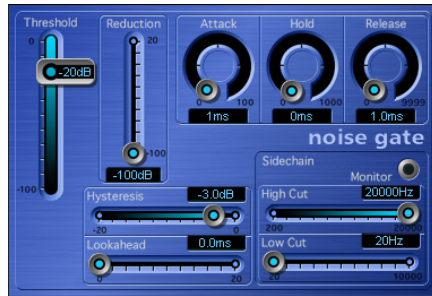 Threshold
0
-20dB
-100
Reduction
20
-100
-100dB
Attack
0 100
1ms
Hold
0 1000
0ms
Release
0 9999
1.0ms
noise gate
Hysteresis -3.0dB
-20 0
Lookahead 0.0ms
0 20
Sidechain
Monitor
High Cut 20000Hz
200 20000
Low Cut 20Hz
20 10000